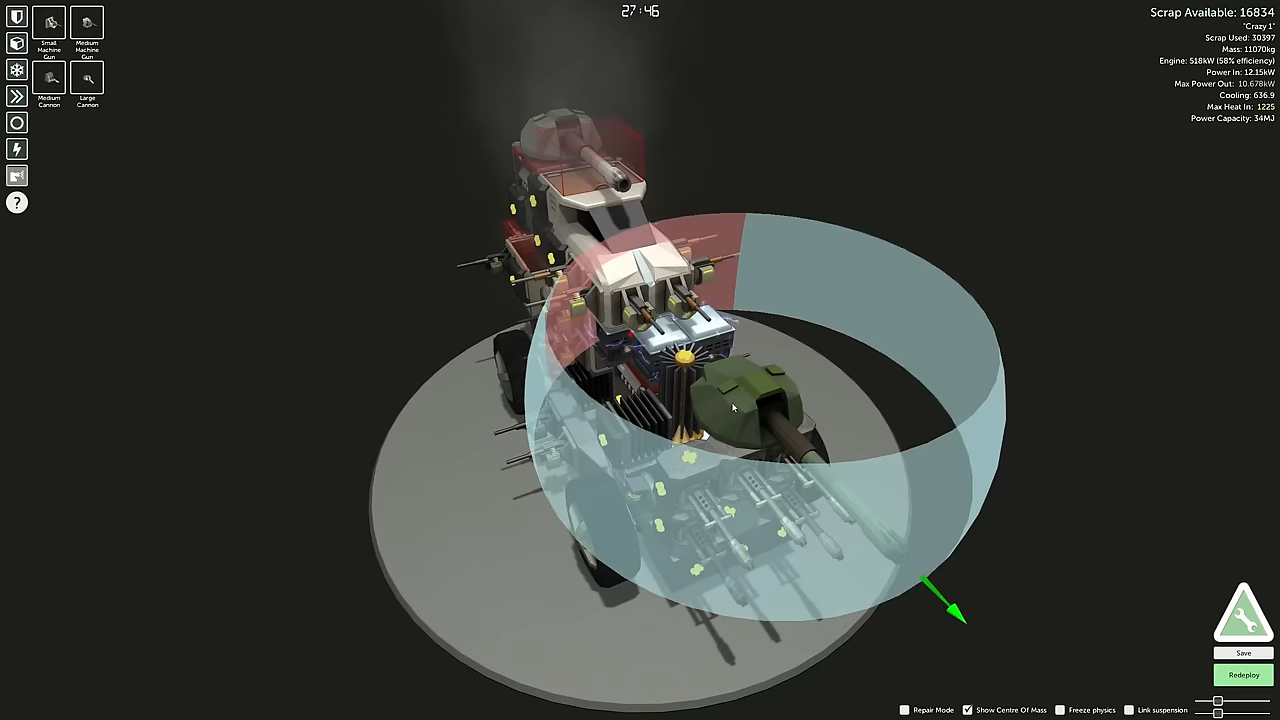 27:46
Small
Machine
Gun
Medium
Machine
Gun
Medium
Cannon
Large
Cannon
?
Scrap Available: 16834
"Crazy 1"
Scrap Used: 30397
Mass: 11070kg
Engine: 518kW (58% efficiency)
Power In: 12.15kW
Max Power Out: 10.678kW
Cooling: 636.9
Max Heat In: 1225
Power Capacity: 34MJ
Save
Redeploy
Repair Mode
Show Centre Of Mass
Freeze physics
Link suspension